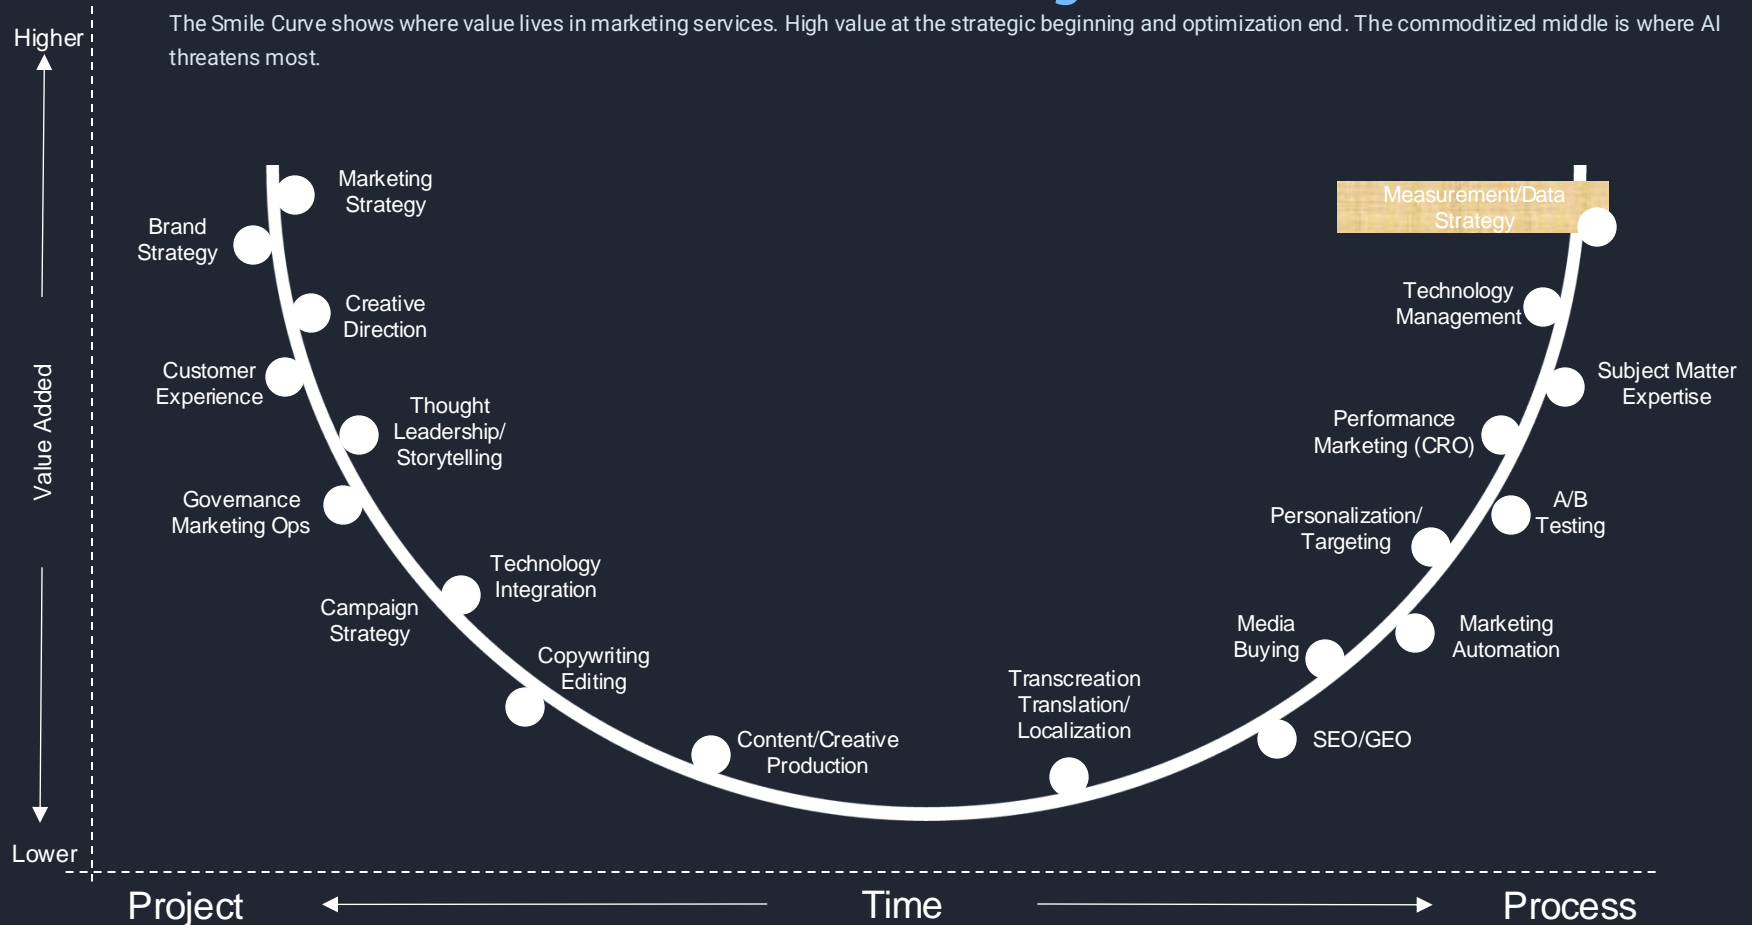 The Smile Curve shows where value lives in marketing services. High value at the strategic beginning and optimization end. The commoditized middle is where AI
threatens most.
Higher
Value Added
Lower
Marketing
Strategy
Brand
Strategy
Creative
Direction
Customer
Experience
Thought
Leadership/
Storytelling
Governance
Marketing Ops
Technology
Integration
Campaign
Strategy
Copywriting
Editing
Content/Creative
Production
Transcreation
Translation/
Localization
SEO/GEO
Media
Buying
Marketing
Automation
Personalization/
Targeting
A/B
Testing
Performance
Marketing (CRO)
Subject Matter
Expertise
Technology
Management
Measurement/Data
Strategy
Project
Time
Process